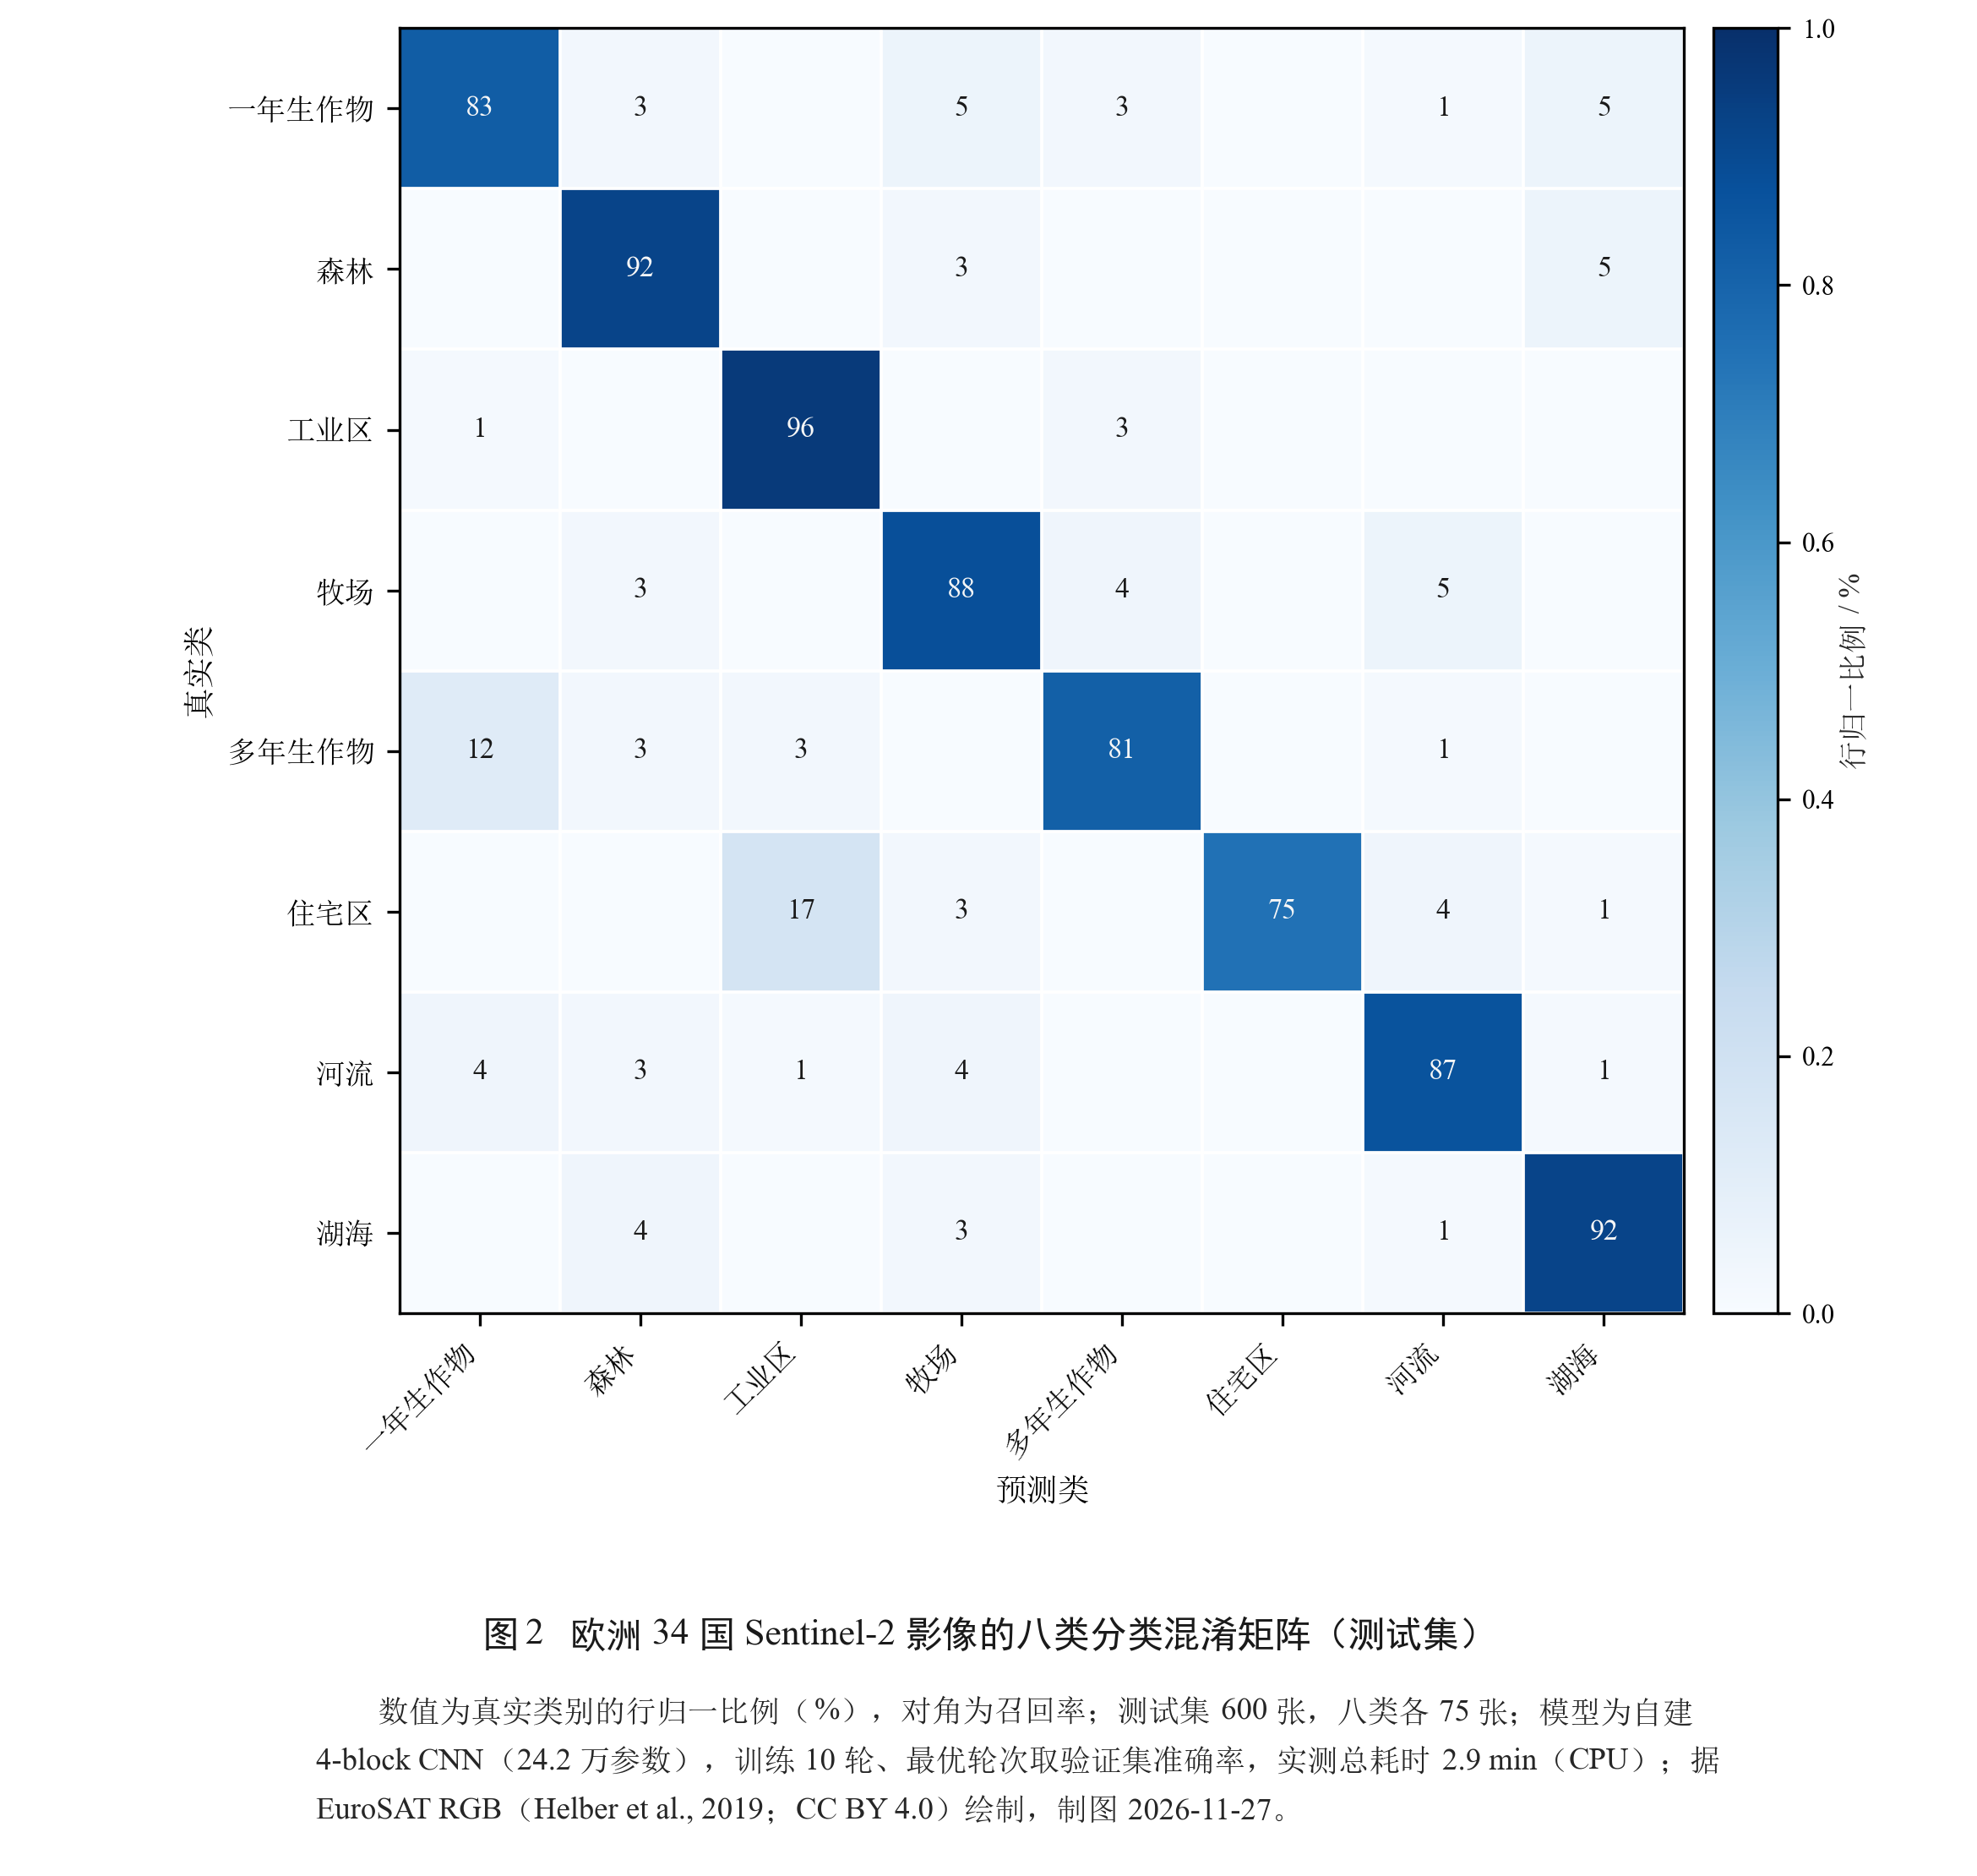 一年生作物 83 3 5 3 1 5
森林 92 3 5
工业区 1 96 3
牧场 3 88 4 5
多年生作物 12 3 3 81 1
住宅区 17 3 75 4 1
河流 4 3 1 4 87 1
湖海 4 3 1 92
真实类
一年生作物 森林 工业区 牧场 多年生作物 住宅区 河流 湖海
预测类
1.0
0.8
0.6
0.4
0.2
0.0
行归一比例 / %
图 2 欧洲 34 国 Sentinel-2 影像的八类分类混淆矩阵（测试集）
数值为真实类别的行归一比例（%），对角为召回率；测试集 600 张，八类各 75 张；模型为自建
4-block CNN（24.2 万参数），训练 10 轮、最优轮次取验证集准确率，实测总耗时 2.9 min（CPU）；据
EuroSAT RGB（Helber et al., 2019；CC BY 4.0）绘制，制图 2026-11-27。